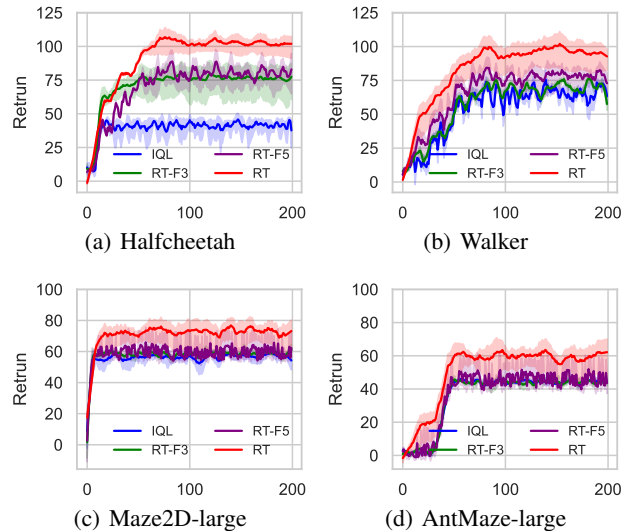 125
100
75
50
25
0
Retrun
IQL
RT-F3
RT-F5
RT
0
100
200
(a) Halfcheetah
125
100
75
50
25
0
Retrun
IQL
RT-F3
RT-F5
RT
0
100
200
(b) Walker
100
80
60
40
20
0
Retrun
IQL
RT-F3
RT-F5
RT
0
100
200
(c) Maze2D-large
100
80
60
40
20
0
Retrun
IQL
RT-F3
RT-F5
RT
0
100
200
(d) AntMaze-large